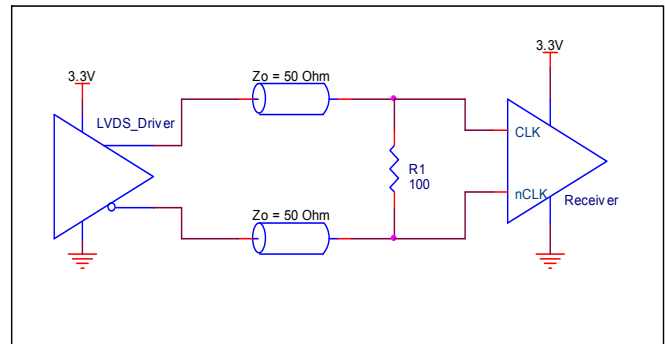 3.3V
LVDS_Driver
Zo = 50 Ohm
R1
100
Zo = 50 Ohm
3.3V
CLK
nCLK
Receiver